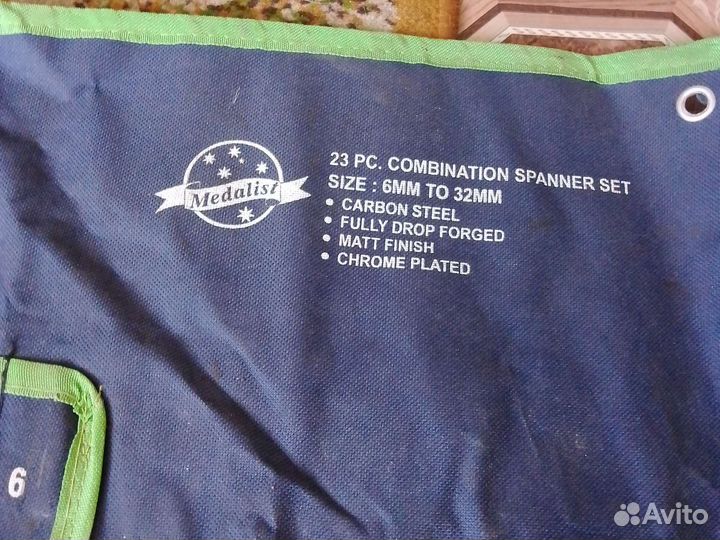 Medalist
23 PC. COMBINATION SPANNER SET
SIZE : 6MM TO 32MM
• CARBON STEEL
• FULLY DROP FORGED
• MATT FINISH
• CHROME PLATED
6
Avito